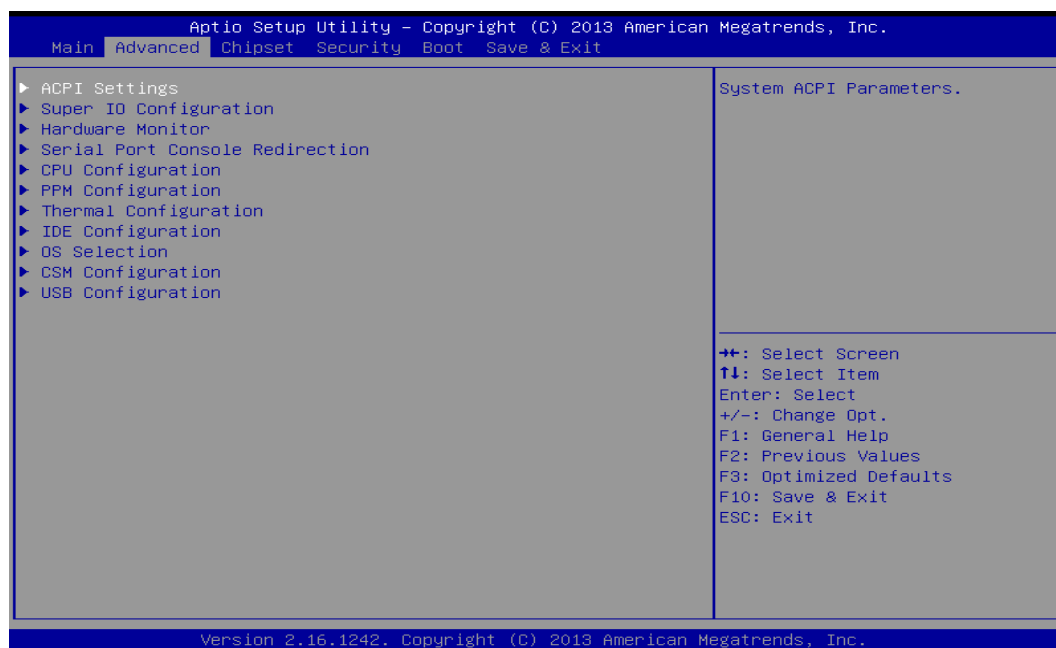 Aptio Setup Utility – Copyright (C) 2013 American Megatrends, Inc.
Main Advanced Chipset Security Boot Save & Exit
▶ ACPI Settings
▶ Super IO Configuration
▶ Hardware Monitor
▶ Serial Port Console Redirection
▶ CPU Configuration
▶ PPM Configuration
▶ Thermal Configuration
▶ IDE Configuration
▶ OS Selection
▶ CSM Configuration
▶ USB Configuration
System ACPI Parameters.
→←: Select Screen
↑↓: Select Item
Enter: Select
+/-: Change Opt.
F1: General Help
F2: Previous Values
F3: Optimized Defaults
F10: Save & Exit
ESC: Exit
Version 2.16.1242. Copyright (C) 2013 American Megatrends, Inc.